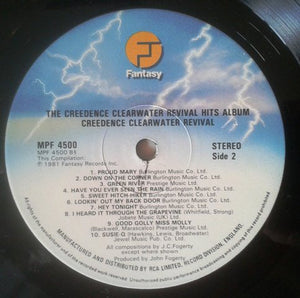 Fantasy
THE CREEDENCE CLEARWATER REVIVAL HITS ALBUM
CREEDENCE CLEARWATER REVIVAL
MPF 4500
MPF 4500 B
This Compilation:
℗ 1981 Fantasy Records Inc.
STEREO
Side 2
1. PROUD MARY Burlington Music Co. Ltd.
2. DOWN ON THE CORNER Burlington Music Co. Ltd.
3. GREEN RIVER Prestige Music Ltd.
4. HAVE YOU EVER SEEN THE RAIN Burlington Music Co. Ltd.
5. SWEET HITCH-HIKER Burlington Music Co. Ltd.
6. LOOKIN' OUT MY BACK DOOR Burlington Music Co. Ltd.
7. HEY TONIGHT Burlington Music Co. Ltd.
8. I HEARD IT THROUGH THE GRAPEVINE (Whitfield, Strong)
Jobete Music (UK) Ltd.
9. GOOD GOLLY MISS MOLLY
(Blackwell, Marascalco) Prestige Music Ltd.
10. SUSIE-Q (Hawkins, Lewis, Broadwater)
Jewel Music Pub. Co. Ltd.
All compositions by J.C.Fogerty
except where shown
Produced by John Fogerty
MANUFACTURED AND DISTRIBUTED BY RCA LIMITED, RECORD DIVISION, ENGLAND.